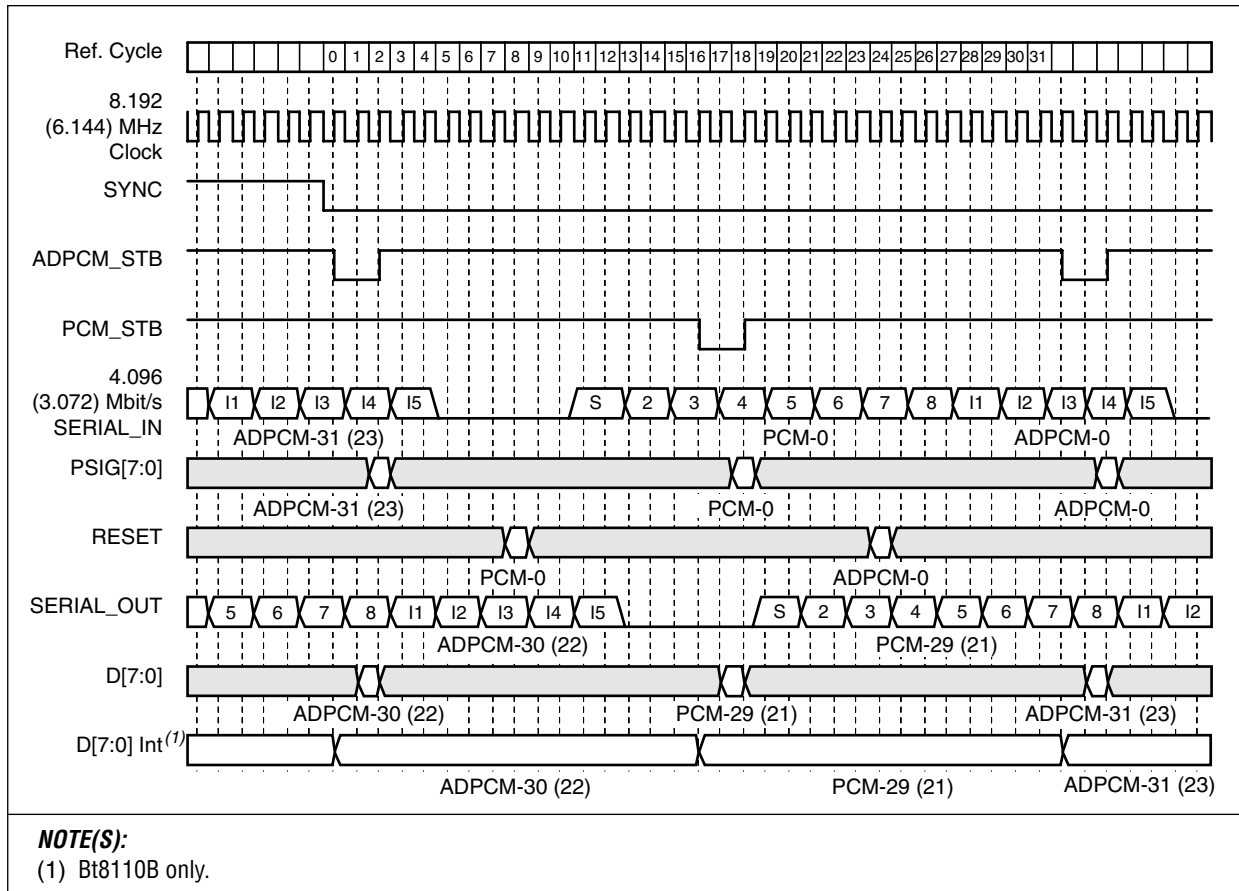 Ref. Cycle 0 1 2 3 4 5 6 7 8 9 10 11 12 13 14 15 16 17 18 19 20 21 22 23 24 25 26 27 28 29 30 31
8.192
(6.144) MHz
Clock
SYNC
ADPCM_STB
PCM_STB
4.096
(3.072) Mbit/s
SERIAL_IN
I1 I2 I3 I4 I5 S 2 3 4 5 6 7 8 I1 I2 I3 I4 I5
ADPCM-31 (23) PCM-0 ADPCM-0
PSIG[7:0]
ADPCM-31 (23) PCM-0 ADPCM-0
RESET
PCM-0 ADPCM-0
SERIAL_OUT 5 6 7 8 I1 I2 I3 I4 I5 S 2 3 4 5 6 7 8 I1 I2
ADPCM-30 (22) PCM-29 (21)
D[7:0]
ADPCM-30 (22) PCM-29 (21) ADPCM-31 (23)
D[7:0] Int(1)
ADPCM-30 (22) PCM-29 (21) ADPCM-31 (23)
NOTE(S):
(1) Bt8110B only.